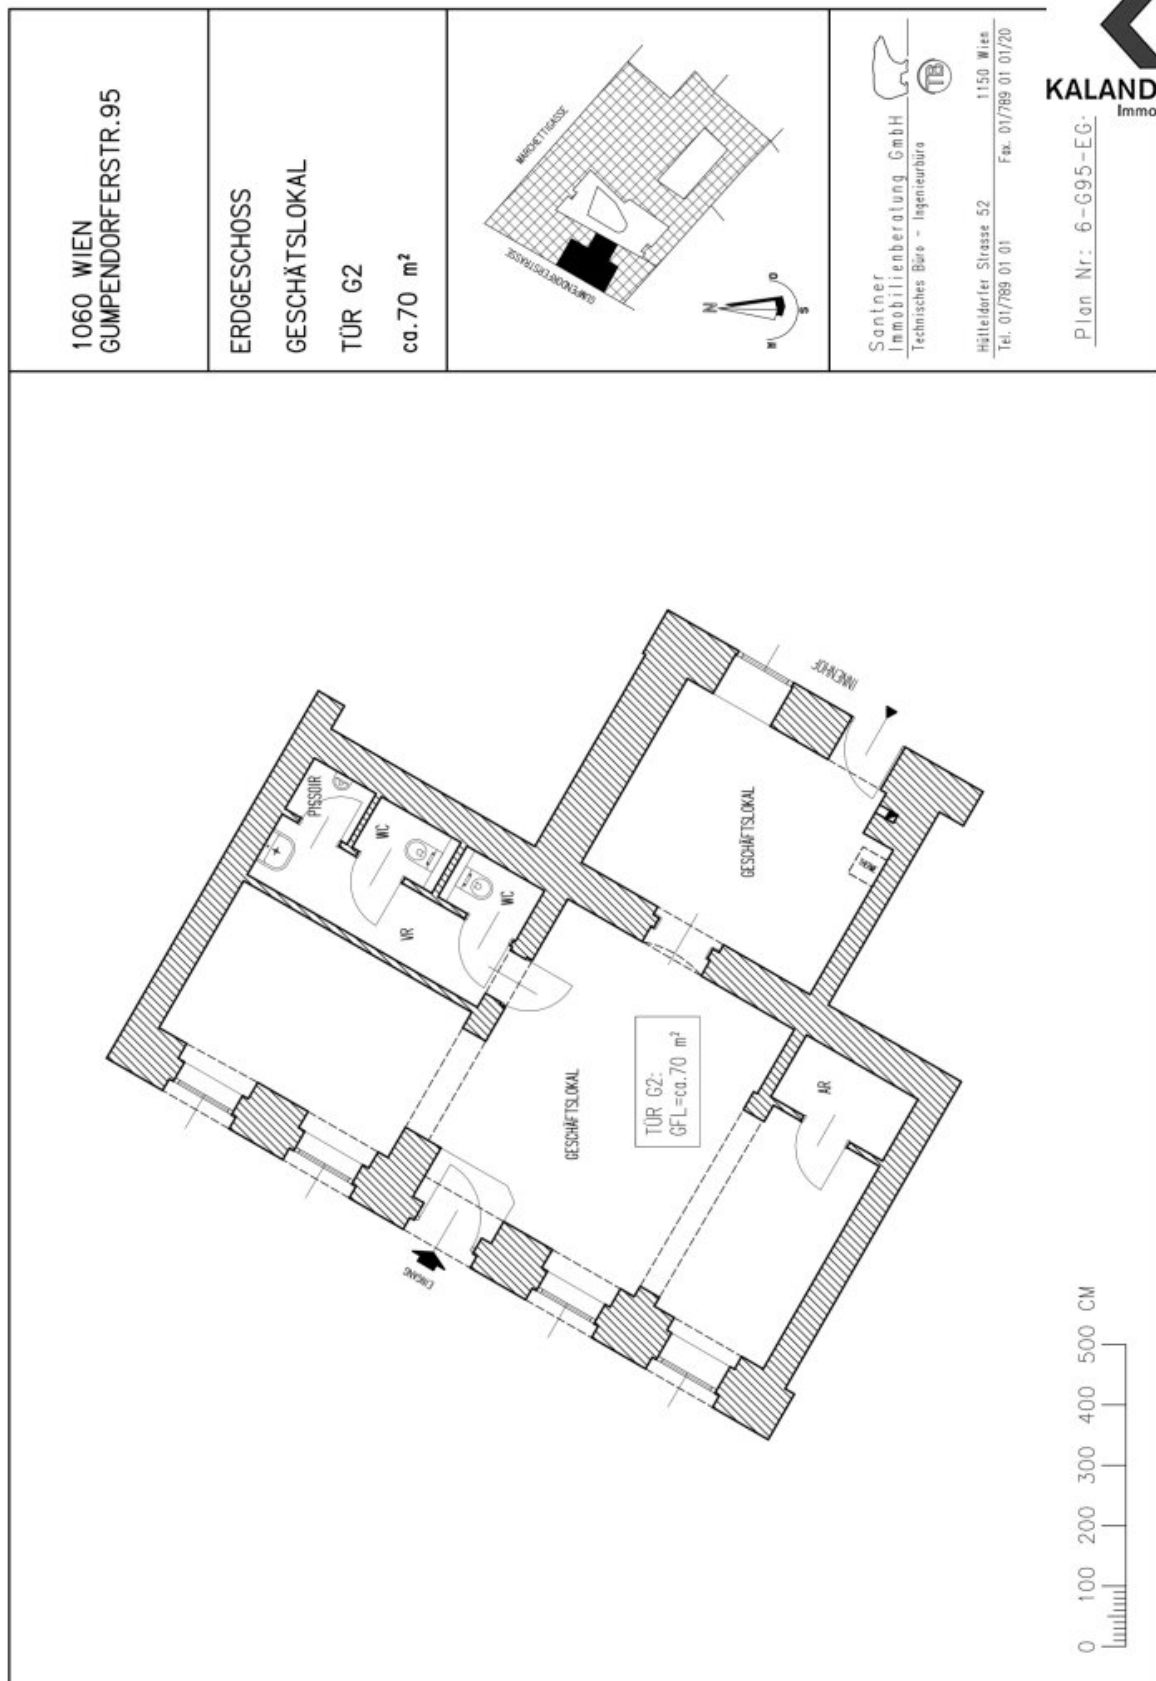 1060 WIEN
GUMPENDORFERSTR.95
ERDGESCHOSS
GESCHÄTSLOKAL
TÜR G2
ca.70 m²
MARCHETTIGASSE
GUMPENDORFERSTRASSE
N
O
S
W
Santner
Immobilienberatung GmbH
Technisches Büro - Ingenieurbüro
TB
Hütteldorfer Strasse 52 1150 Wien
Tel. 01/789 01 01 Fax. 01/789 01 01/20
KALAND
Immo
Plan Nr: 6-G95-EG-
INNENHOF
PISSOIR
WC
WC
VR
GESCHÄFTSLOKAL
THERME
GESCHÄFTSLOKAL
TÜR G2:
GFL=ca.70 m²
AR
EINGANG
0 100 200 300 400 500 CM